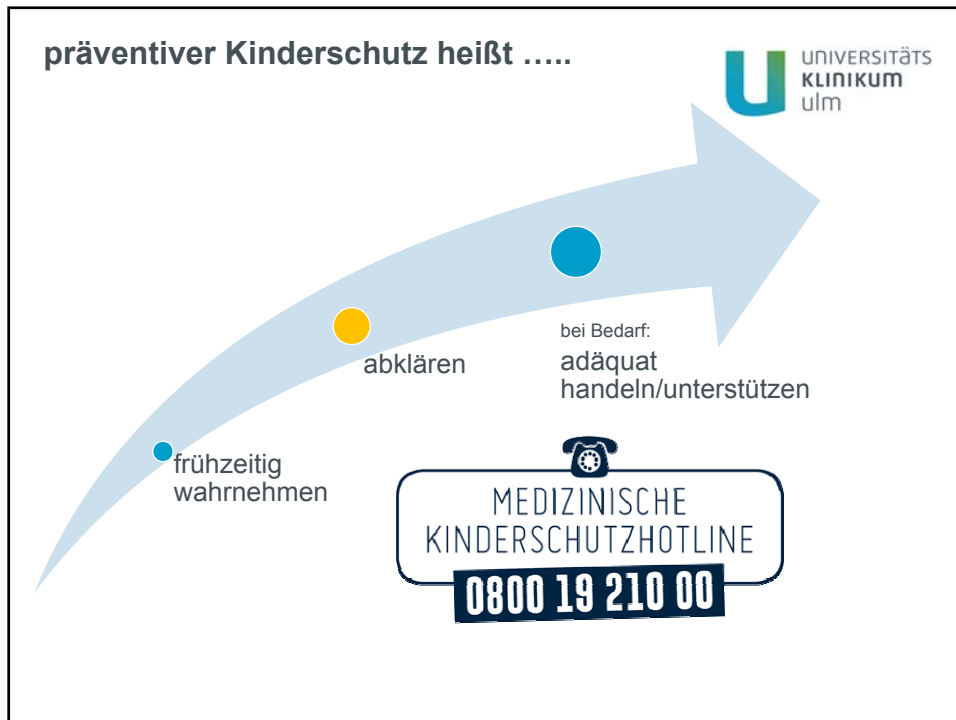 präventiver Kinderschutz heißt …..
UNIVERSITÄTS
KLINIKUM
ulm
frühzeitig
wahrnehmen
abklären
bei Bedarf:
adäquat
handeln/unterstützen
MEDIZINISCHE
KINDERSCHUTZHOTLINE
0800 19 210 00